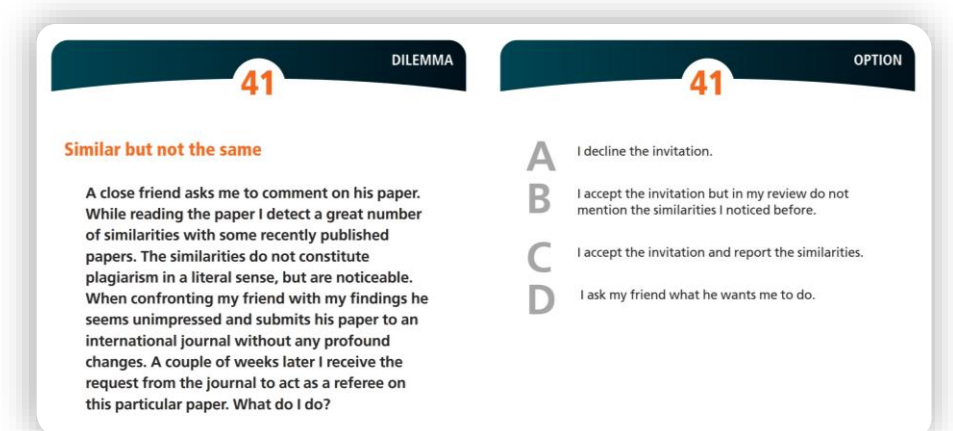 DILEMMA
41
Similar but not the same
A close friend asks me to comment on his paper.
While reading the paper I detect a great number
of similarities with some recently published
papers. The similarities do not constitute
plagiarism in a literal sense, but are noticeable.
When confronting my friend with my findings he
seems unimpressed and submits his paper to an
international journal without any profound
changes. A couple of weeks later I receive the
request from the journal to act as a referee on
this particular paper. What do I do?
OPTION
41
A I decline the invitation.
B I accept the invitation but in my review do not
mention the similarities I noticed before.
C I accept the invitation and report the similarities.
D I ask my friend what he wants me to do.